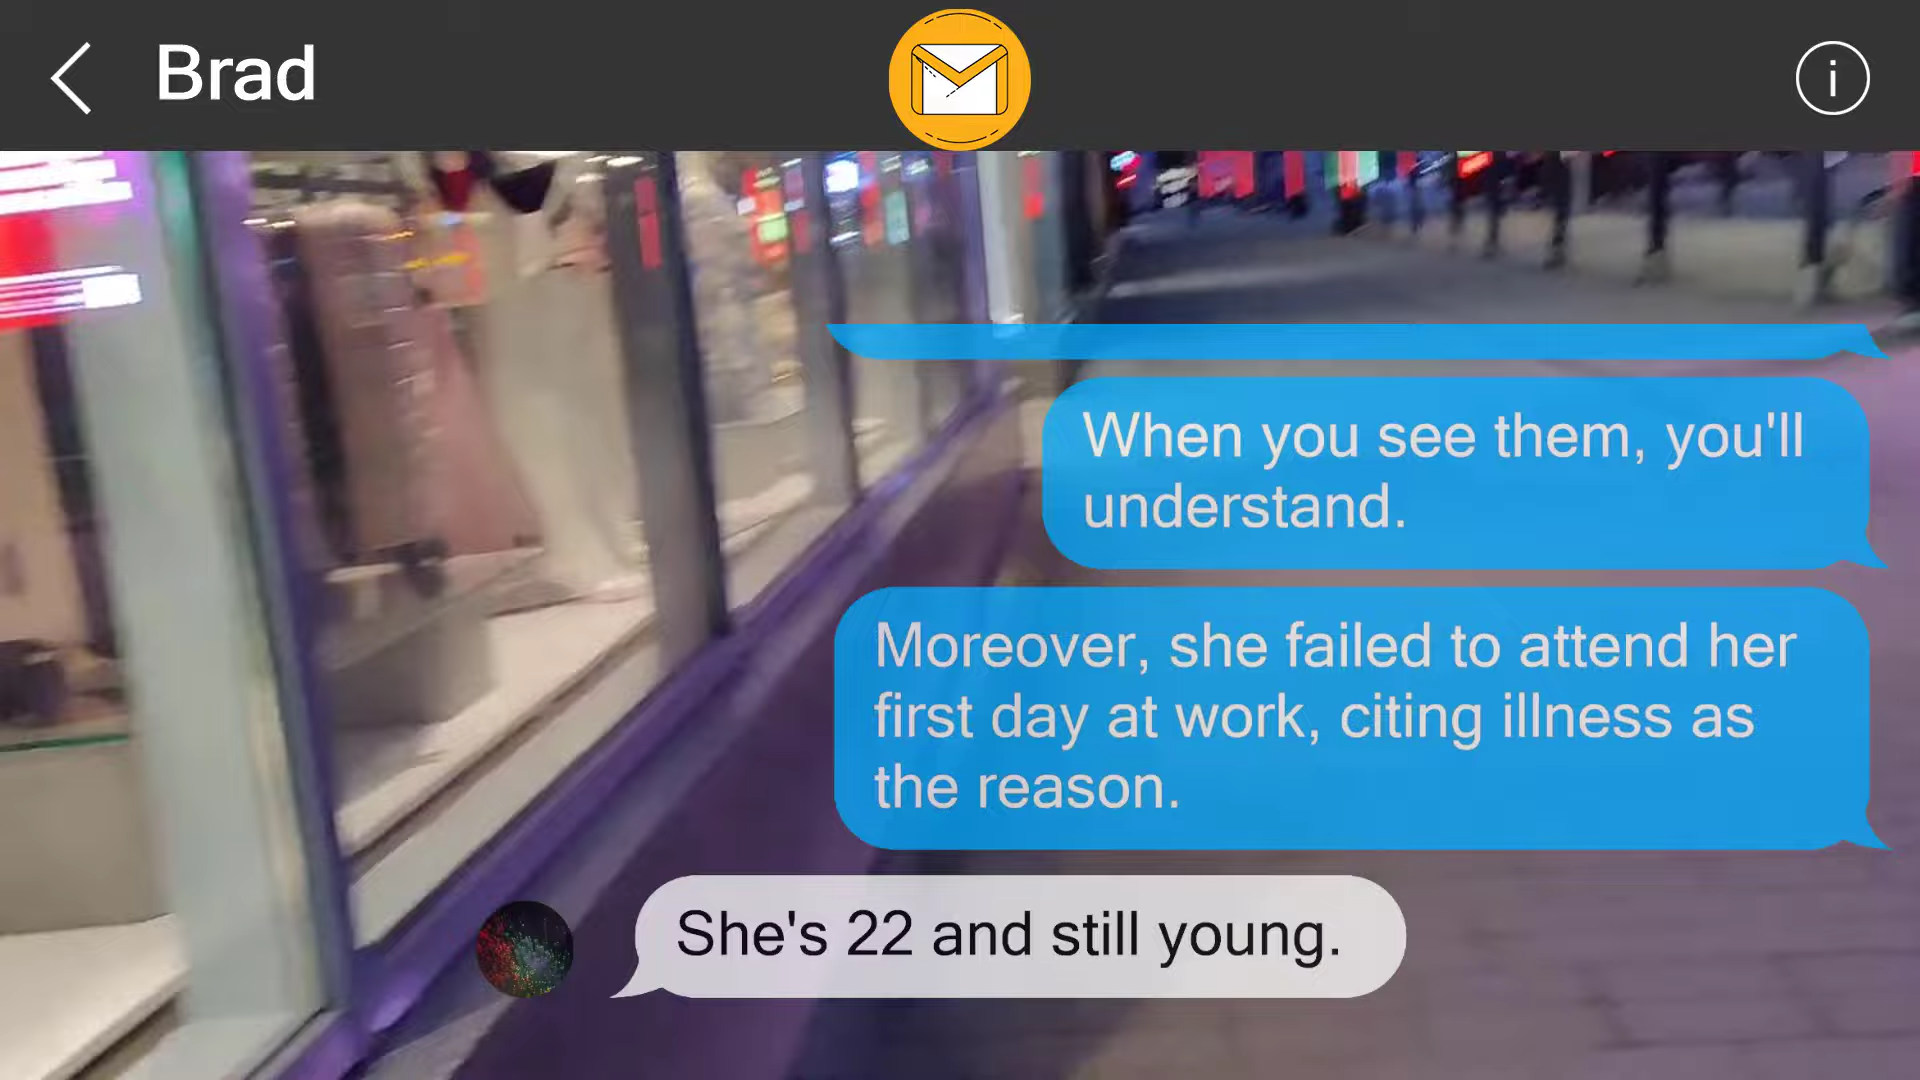 Brad
i
When you see them, you'll
understand.
Moreover, she failed to attend her
first day at work, citing illness as
the reason.
She's 22 and still young.